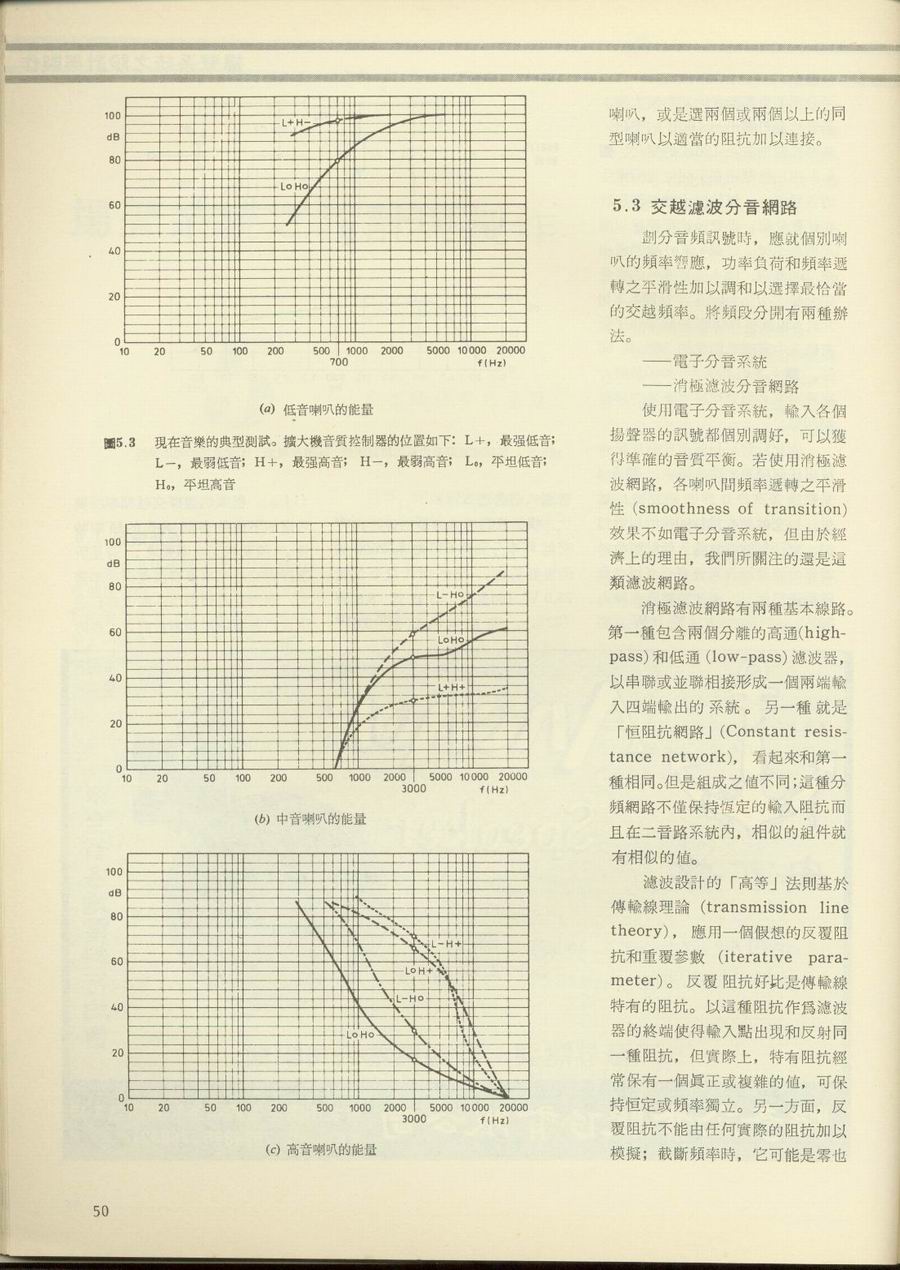 100
dB
80
60
40
20
0
L+H−
LoHo
10 20 50 100 200 500 1000 2000 5000 10000 20000
700 f(Hz)
(a) 低音喇叭的能量
圖5.3 現在音樂的典型測試。擴大機音質控制器的位置如下：L+，最强低音；
L−，最弱低音；H+，最强高音；H−，最弱高音；L₀，平坦低音；
H₀，平坦高音
100
dB
80
60
40
20
0
L−Ho
LoHo
L+H+
10 20 50 100 200 500 1000 2000 5000 10000 20000
3000 f(Hz)
(b) 中音喇叭的能量
100
dB
80
60
40
20
0
L−H+
LoH+
L−Ho
LoHo
10 20 50 100 200 500 1000 2000 5000 10000 20000
3000 f(Hz)
(c) 高音喇叭的能量
50
喇叭，或是選兩個或兩個以上的同
型喇叭以適當的阻抗加以連接。
5.3 交越濾波分音網路
劃分音頻訊號時，應就個別喇
叭的頻率響應，功率負荷和頻率遞
轉之平滑性加以調和以選擇最恰當
的交越頻率。將頻段分開有兩種辦
法。
——電子分音系統
——消極濾波分音網路
使用電子分音系統，輸入各個
揚聲器的訊號都個別調好，可以獲
得準確的音質平衡。若使用消極濾
波網路，各喇叭間頻率遞轉之平滑
性 (smoothness of transition)
效果不如電子分音系統，但由於經
濟上的理由，我們所關注的還是這
類濾波網路。
消極濾波網路有兩種基本線路。
第一種包含兩個分離的高通(high-
pass) 和低通 (low-pass) 濾波器，
以串聯或並聯相接形成一個兩端輸
入四端輸出的系統。另一種就是
「恒阻抗網路」(Constant resis-
tance network)，看起來和第一
種相同。但是組成之值不同；這種分
頻網路不僅保持恆定的輸入阻抗而
且在二音路系統內，相似的組件就
有相似的值。
濾波設計的「高等」法則基於
傳輸線理論 (transmission line
theory)，應用一個假想的反覆阻
抗和重覆參數 (iterative para-
meter)。反覆阻抗好比是傳輸線
特有的阻抗。以這種阻抗作爲濾波
器的終端使得輸入點出現和反射同
一種阻抗，但實際上，特有阻抗經
常保有一個眞正或複雜的値，可保
持恒定或頻率獨立。另一方面，反
覆阻抗不能由任何實際的阻抗加以
模擬；截斷頻率時，它可能是零也